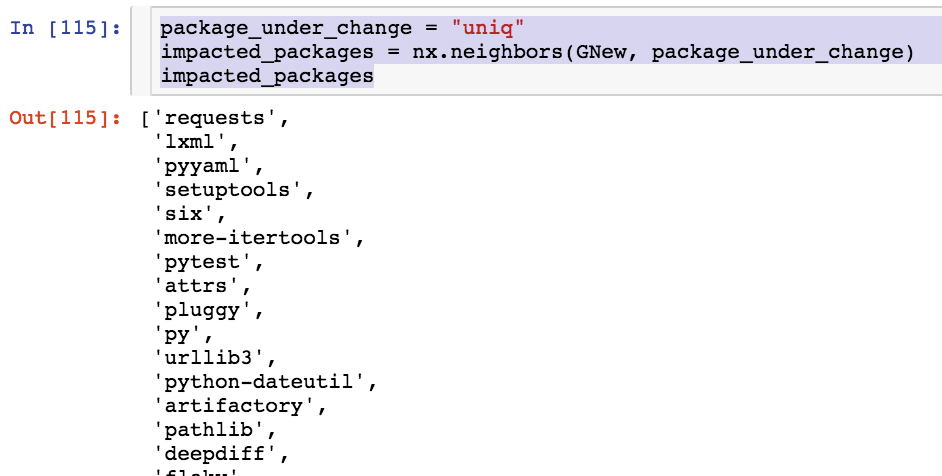 In [115]: package_under_change = "uniq"
impacted_packages = nx.neighbors(GNew, package_under_change)
impacted_packages
Out[115]: ['requests',
'lxml',
'pyyaml',
'setuptools',
'six',
'more-itertools',
'pytest',
'attrs',
'pluggy',
'py',
'urllib3',
'python-dateutil',
'artifactory',
'pathlib',
'deepdiff',